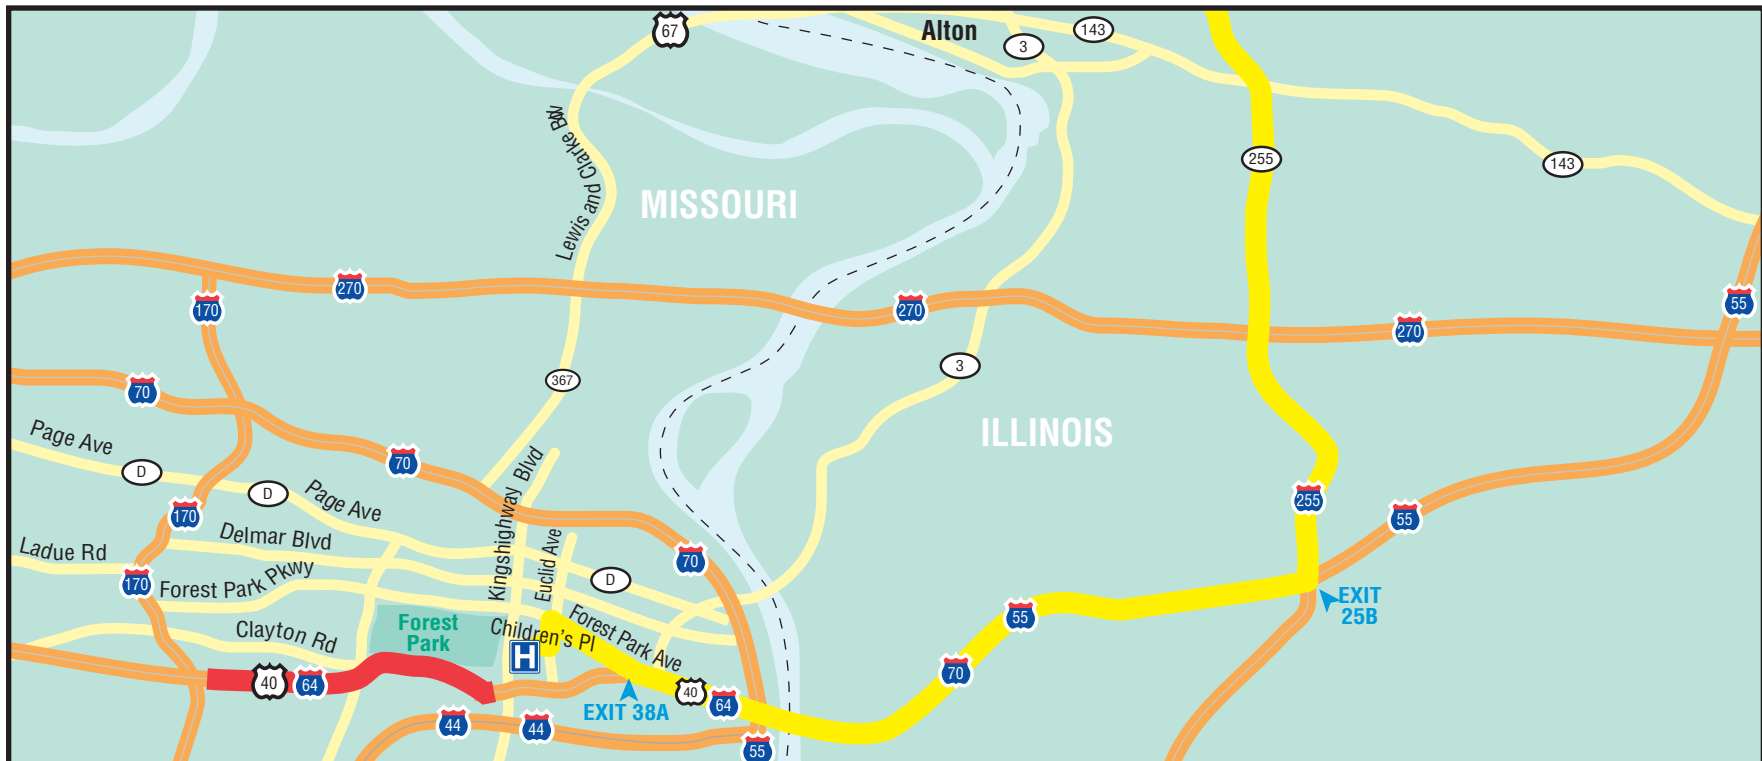 67
Alton
3
143
Lewis and Clarke Bwy
255
143
MISSOURI
270
170
270
55
270
3
367
70
ILLINOIS
Page Ave
70
D
D
Page Ave
Kingshighway Blvd
255
170
55
Delmar Blvd
Ladue Rd
Euclid Ave
70
170
Forest Park Pkwy
D
EXIT
25B
55
Clayton Rd
Forest
Park
Children's Pl
Forest Park Ave
H
70
40
64
40
64
EXIT 38A
44
44
55